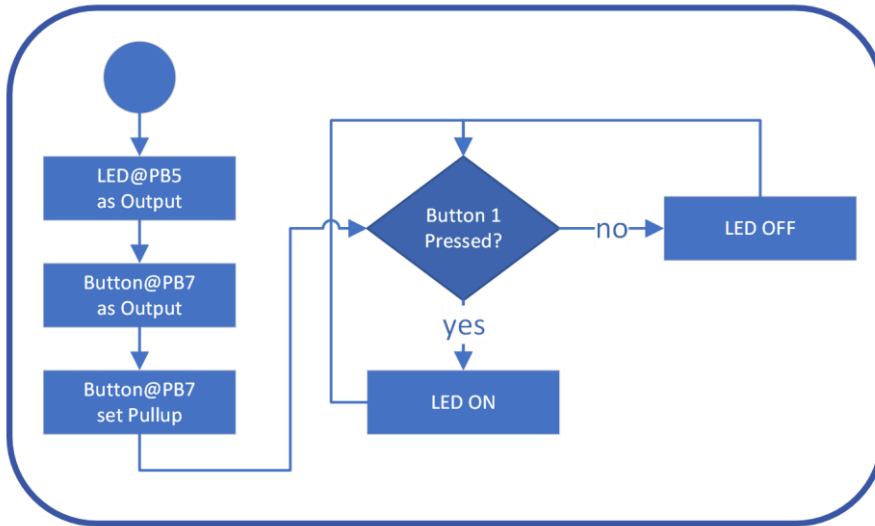 LED@PB5
as Output
Button@PB7
as Output
Button@PB7
set Pullup
Button 1
Pressed?
no
LED OFF
yes
LED ON